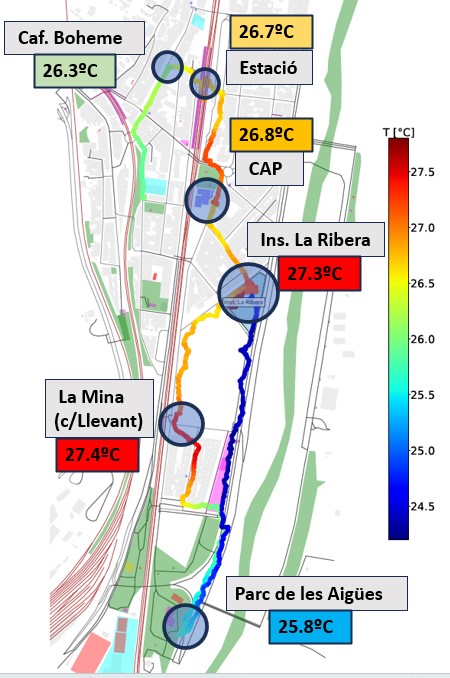 26.7ºC
Caf. Boheme
Estació
26.3ºC
26.8ºC
T [°C]
CAP
27.5
27.0
Ins. La Ribera
27.3ºC
26.5
Inst. La Ribera
26.0
25.5
La Mina
(c/Llevant)
27.4ºC
25.0
24.5
Parc de les Aigües
25.8ºC